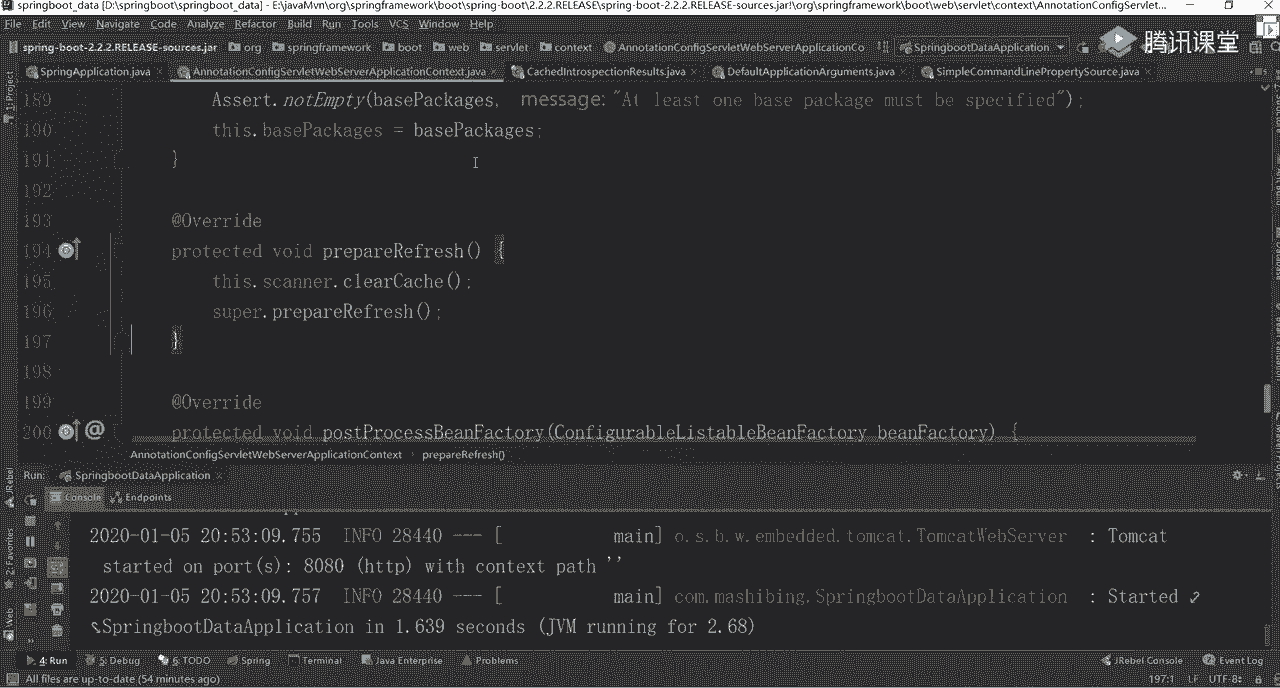 springboot_data [D:\springboot\springboot_data] - E:\javaMvn\org\springframework\boot\spring-boot\2.2.2.RELEASE\spring-boot-2.2.2.RELEASE-sources.jar!\org\springframework\boot\web\servlet\context\AnnotationConfigServletWebServerApplicationContext...
File Edit View Navigate Code Analyze Refactor Build Run Tools VCS Window Help
spring-boot-2.2.2.RELEASE-sources.jar org springframework boot web servlet context AnnotationConfigServletWebServerApplicationCo SpringbootDataApplication
腾讯课堂
SpringApplication.java AnnotationConfigServletWebServerApplicationContext.java CachedIntrospectionResults.java DefaultApplicationArguments.java SimpleCommandLinePropertySource.java
1: Project
189 Assert.notEmpty(basePackages, message: "At least one base package must be specified");
190 this.basePackages = basePackages;
191 }
192
193 @Override
194 protected void prepareRefresh() {
195 this.scanner.clearCache();
196 super.prepareRefresh();
197 }
198
199 @Override
200 @ protected void postProcessBeanFactory(ConfigurableListableBeanFactory beanFactory) {
AnnotationConfigServletWebServerApplicationContext › prepareRefresh()
Run: SpringbootDataApplication
Console Endpoints
JRebel
2: Favorites
Web
2020-01-05 20:53:09.755 INFO 28440 --- [ main] o.s.b.w.embedded.tomcat.TomcatWebServer : Tomcat
started on port(s): 8080 (http) with context path ''
2020-01-05 20:53:09.757 INFO 28440 --- [ main] com.mashibing.SpringbootDataApplication : Started
SpringbootDataApplication in 1.639 seconds (JVM running for 2.68)
4: Run 5: Debug 6: TODO Spring Terminal Java Enterprise Problems JRebel Console Event Log
All files are up-to-date (54 minutes ago) 197:1 LF UTF-8